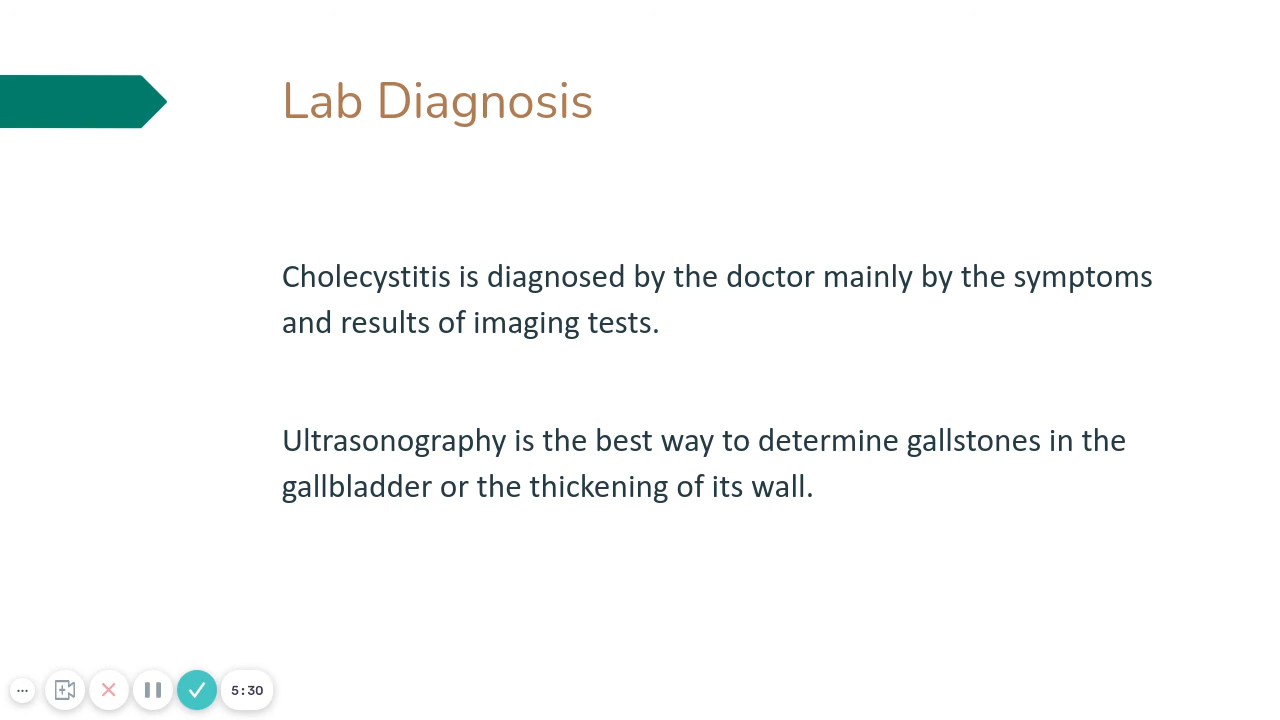 Lab Diagnosis
Cholecystitis is diagnosed by the doctor mainly by the symptoms
and results of imaging tests.
Ultrasonography is the best way to determine gallstones in the
gallbladder or the thickening of its wall.
5:30